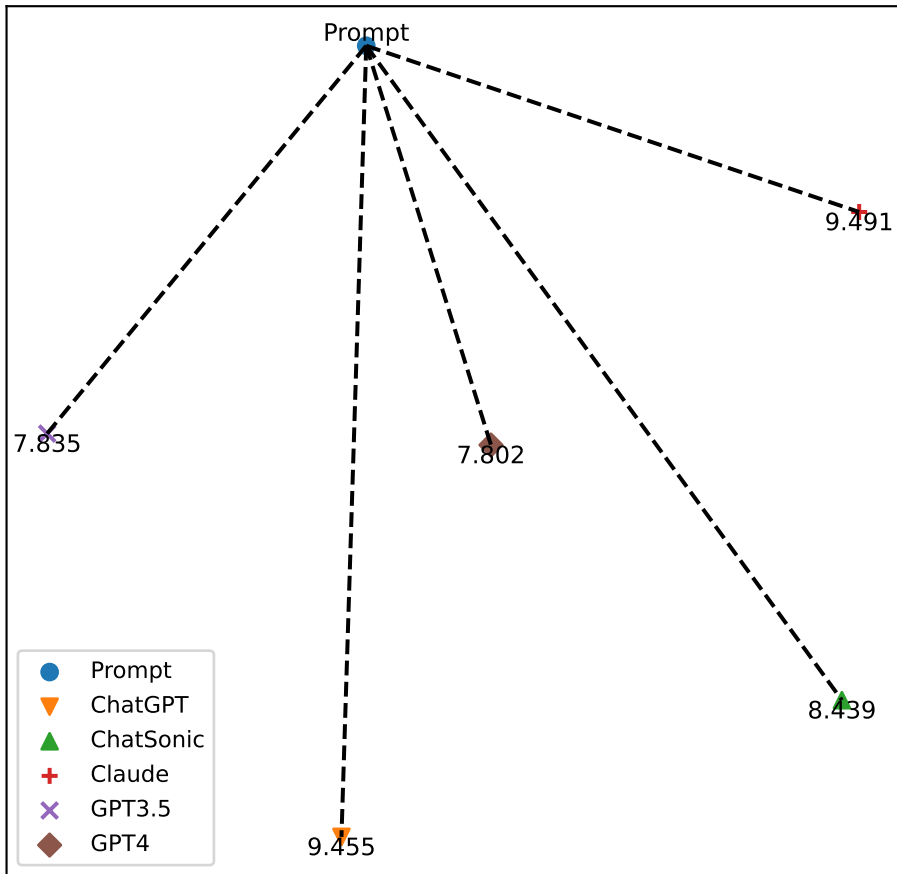 Prompt
9.491
7.835
7.802
8.439
9.455
Prompt
ChatGPT
ChatSonic
Claude
GPT3.5
GPT4